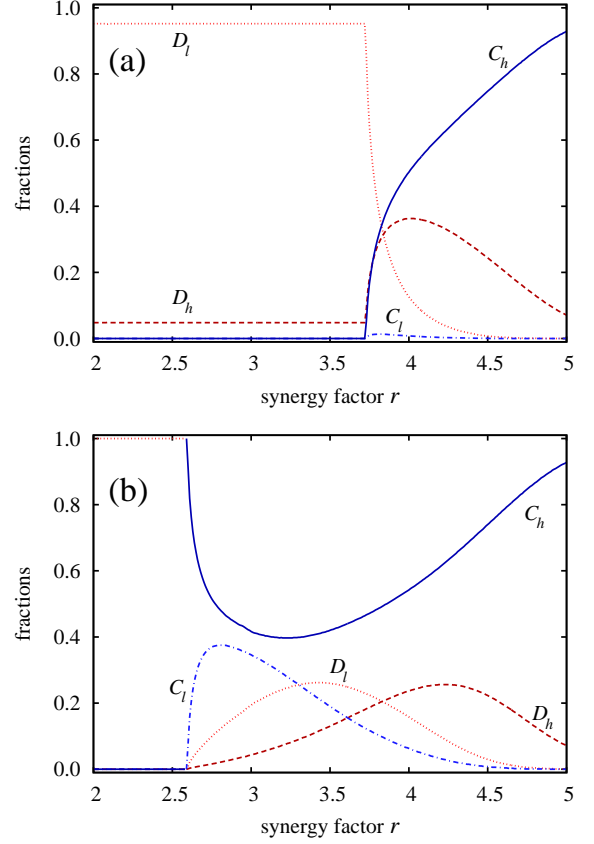 1.0
0.8
0.6
0.4
0.2
0.0
fractions
(a)
D_l
C_h
D_h
C_l
2 2.5 3 3.5 4 4.5 5
synergy factor r
1.0
0.8
0.6
0.4
0.2
0.0
fractions
(b)
C_h
C_l
D_l
D_h
2 2.5 3 3.5 4 4.5 5
synergy factor r